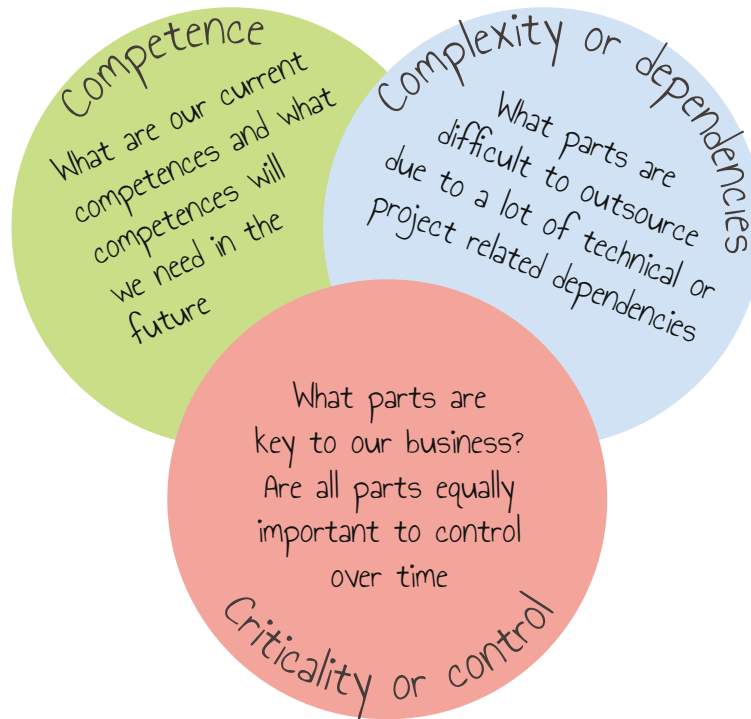 Competence
What are our current
competences and what
competences will
we need in the
future
Complexity or dependencies
What parts are
difficult to outsource
due to a lot of technical or
project related dependencies
What parts are
key to our business?
Are all parts equally
important to control
over time
Criticality or control